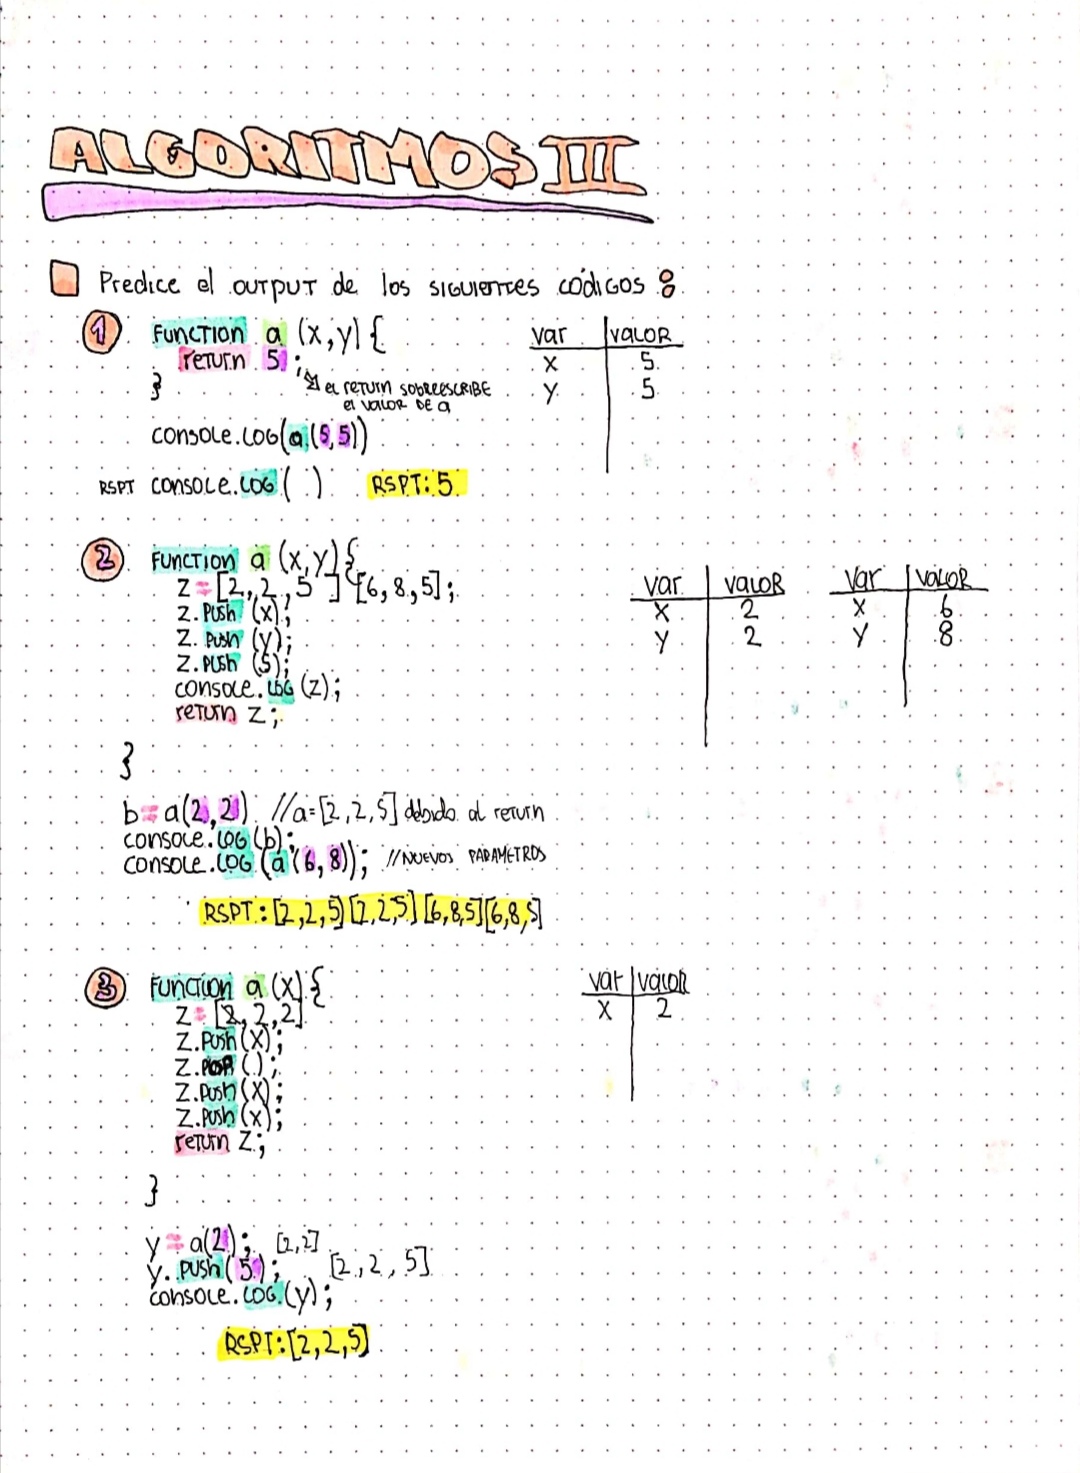 ALGORITMOS III
Predice el OUTPUT de los SIGUIENTES códIGOS :
1 FUNCTION a (x,y) {
return 5;
}
el return SOBREESCRIBE
el VALOR DE a
CONSOLE.LOG(a(5,5))
RSPT CONSOLE.LOG( ) RSPT: 5
var VALOR
X 5
Y 5
2 FUNCTION a (x,y) {
Z = [2,2,5] [6,8,5];
Z. Push (x);
Z. Push (y);
Z. Push (5);
console.LOG (z);
return z;
}
var VALOR
X 2
Y 2
Var VALOR
X 6
Y 8
b= a(2,2) //a=[2,2,5] debido al return
console.LOG (b);
CONSOLE.LOG (a (6,8)); //NUEVOS PARAMETROS
RSPT.: [2,2,5] [2,2,5] [6,8,5] [6,8,5]
3 FUNCTION a (x) {
Z = [2,2,2]
Z.Push (x);
Z.POP ();
Z.Push (x);
Z.Push (x);
return Z;
}
var valor
X 2
y = a(2); [2,2]
y. push(5); [2,2,5]
console.LOG.(y);
RSPT: [2,2,5]